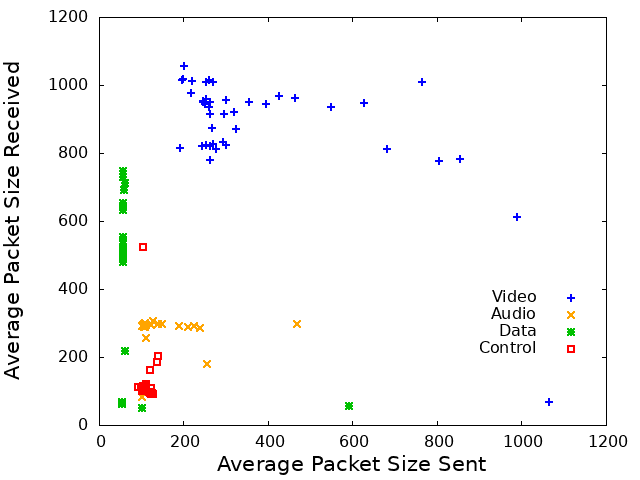 Average Packet Size Received
1200
1000
800
600
400
200
0
Video
Audio
Data
Control
0 200 400 600 800 1000 1200
Average Packet Size Sent